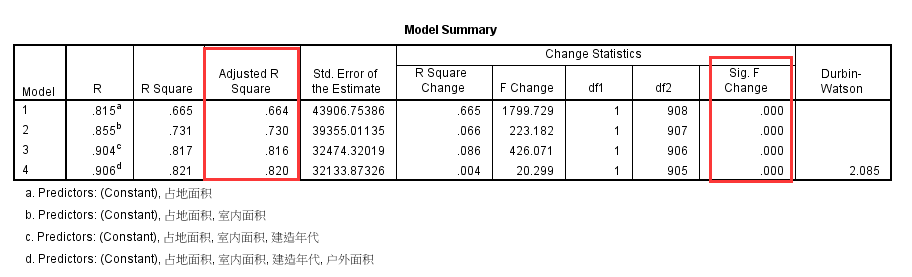 Model Summary
Model R R Square Adjusted R Square Std. Error of the Estimate Change Statistics Durbin-Watson
R Square Change F Change df1 df2 Sig. F Change
1 .815a .665 .664 43906.75386 .665 1799.729 1 908 .000
2 .855b .731 .730 39355.01135 .066 223.182 1 907 .000
3 .904c .817 .816 32474.32019 .086 426.071 1 906 .000
4 .906d .821 .820 32133.87326 .004 20.299 1 905 .000 2.085
a. Predictors: (Constant), 占地面积
b. Predictors: (Constant), 占地面积, 室内面积
c. Predictors: (Constant), 占地面积, 室内面积, 建造年代
d. Predictors: (Constant), 占地面积, 室内面积, 建造年代, 户外面积